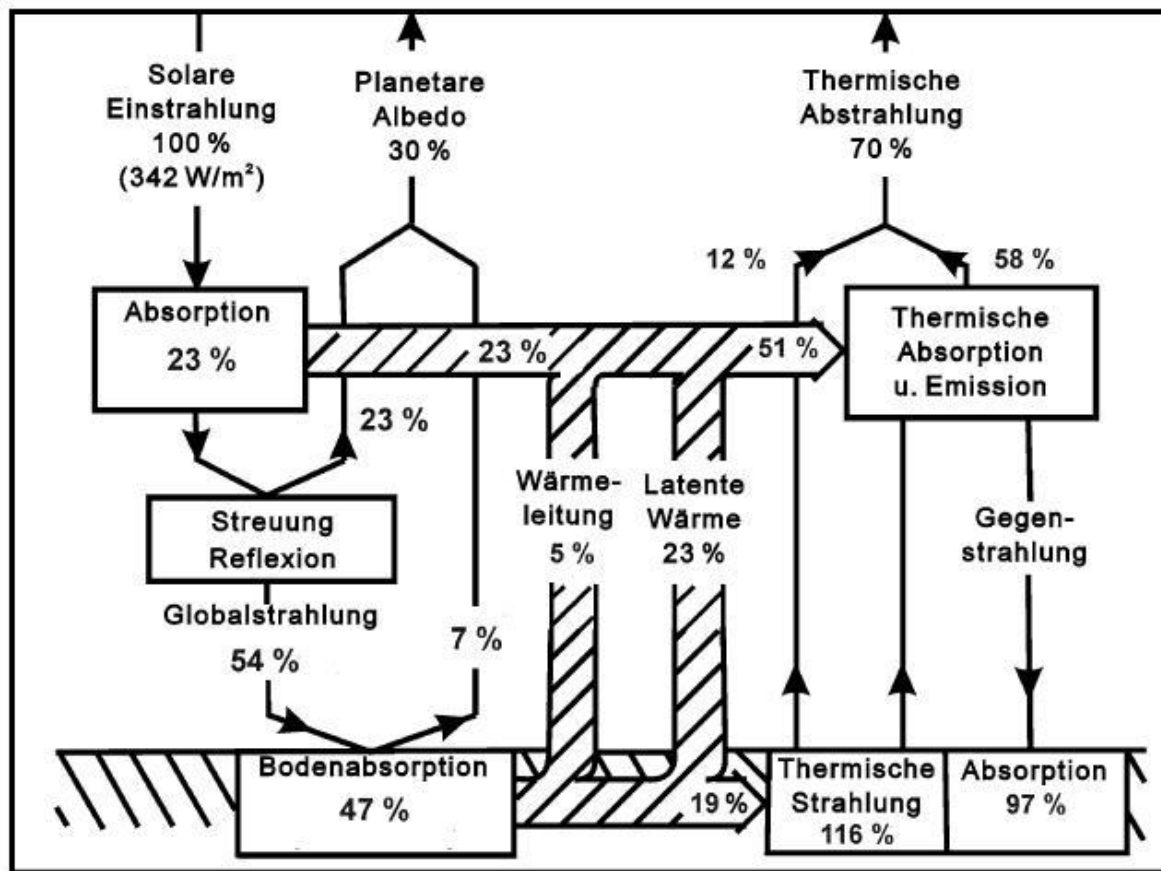 Solare
Einstrahlung
100 %
(342 W/m²)
Planetare
Albedo
30 %
Thermische
Abstrahlung
70 %
12 %
58 %
Absorption
23 %
23 %
51 %
Thermische
Absorption
u. Emission
23 %
Streuung
Reflexion
Wärme-
leitung
5 %
Latente
Wärme
23 %
Gegen-
strahlung
Globalstrahlung
54 %
7 %
Bodenabsorption
47 %
19 %
Thermische
Strahlung
116 %
Absorption
97 %